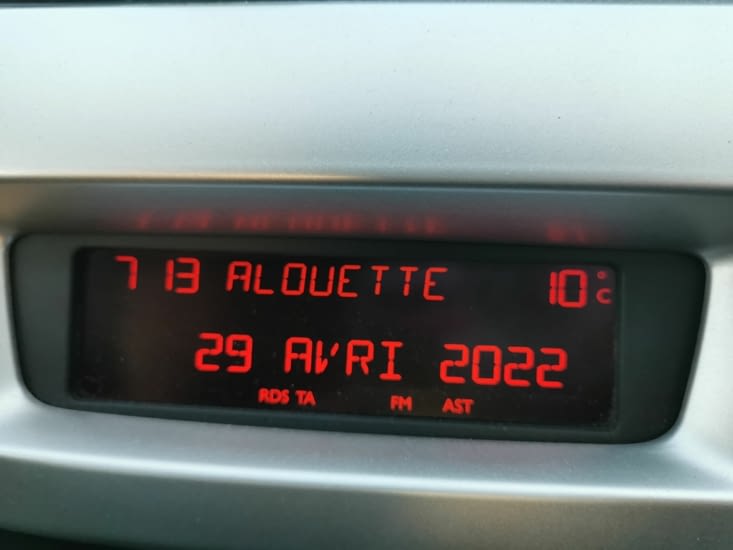 7 13 ALOUETTE 10°C
29 AVRI 2022
RDS TA FM AST